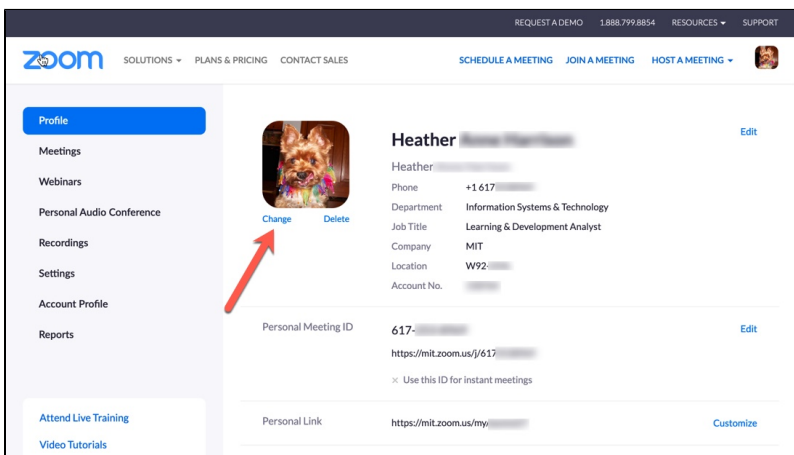 REQUEST A DEMO 1.888.799.8854 RESOURCES SUPPORT
zoom SOLUTIONS PLANS & PRICING CONTACT SALES SCHEDULE A MEETING JOIN A MEETING HOST A MEETING
Profile
Meetings
Webinars
Personal Audio Conference
Recordings
Settings
Account Profile
Reports
Attend Live Training
Video Tutorials
Change Delete
Heather Edit
Heather
Phone +1 617
Department Information Systems & Technology
Job Title Learning & Development Analyst
Company MIT
Location W92-
Account No.
Personal Meeting ID 617- Edit
https://mit.zoom.us/j/617
× Use this ID for instant meetings
Personal Link https://mit.zoom.us/my/ Customize